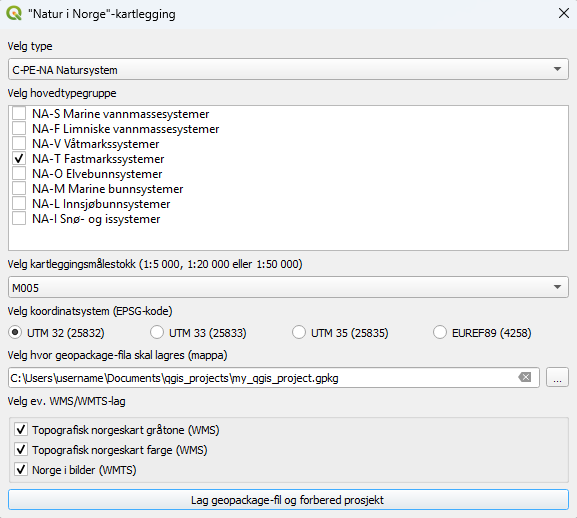 "Natur i Norge"-kartlegging
Velg type
C-PE-NA Natursystem
Velg hovedtypegruppe
NA-S Marine vannmassesystemer
NA-F Limniske vannmassesystemer
NA-V Våtmarkssystemer
NA-T Fastmarkssystemer
NA-O Elvebunnsystemer
NA-M Marine bunnsystemer
NA-L Innsjøbunnsystemer
NA-I Snø- og issystemer
Velg kartleggingsmålestokk (1:5 000, 1:20 000 eller 1:50 000)
M005
Velg koordinatsystem (EPSG-kode)
UTM 32 (25832) UTM 33 (25833) UTM 35 (25835) EUREF89 (4258)
Velg hvor geopackage-fila skal lagres (mappa)
C:\Users\username\Documents\qgis_projects\my_qgis_project.gpkg ...
Velg ev. WMS/WMTS-lag
Topografisk norgeskart gråtone (WMS)
Topografisk norgeskart farge (WMS)
Norge i bilder (WMTS)
Lag geopackage-fil og forbered prosjekt